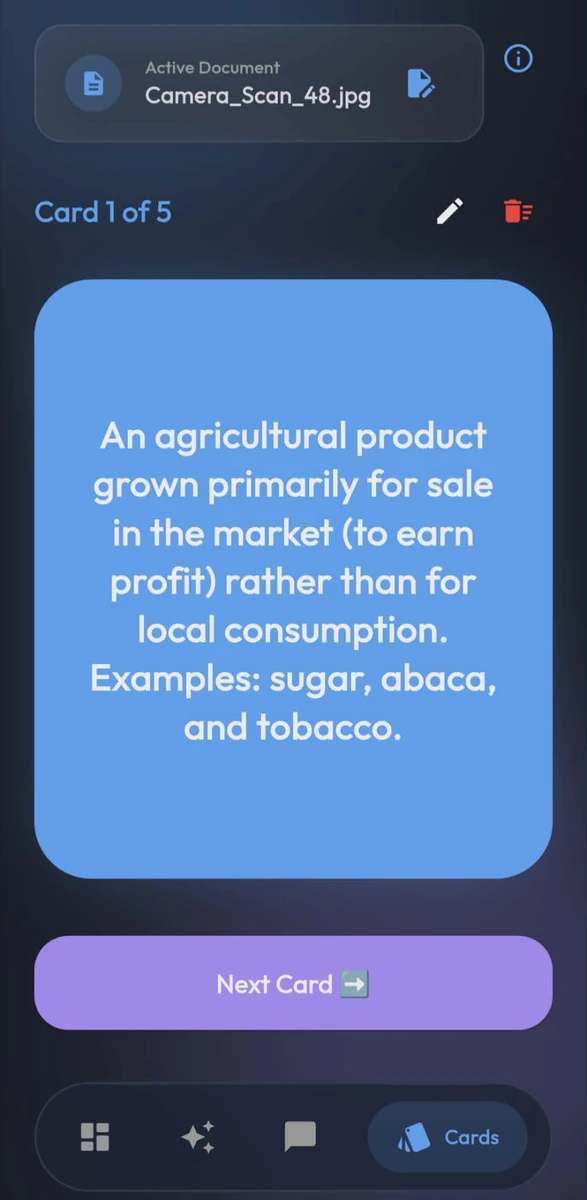 Active Document
Camera_Scan_48.jpg
Card 1 of 5
An agricultural product
grown primarily for sale
in the market (to earn
profit) rather than for
local consumption.
Examples: sugar, abaca,
and tobacco.
Next Card ➡️
Cards